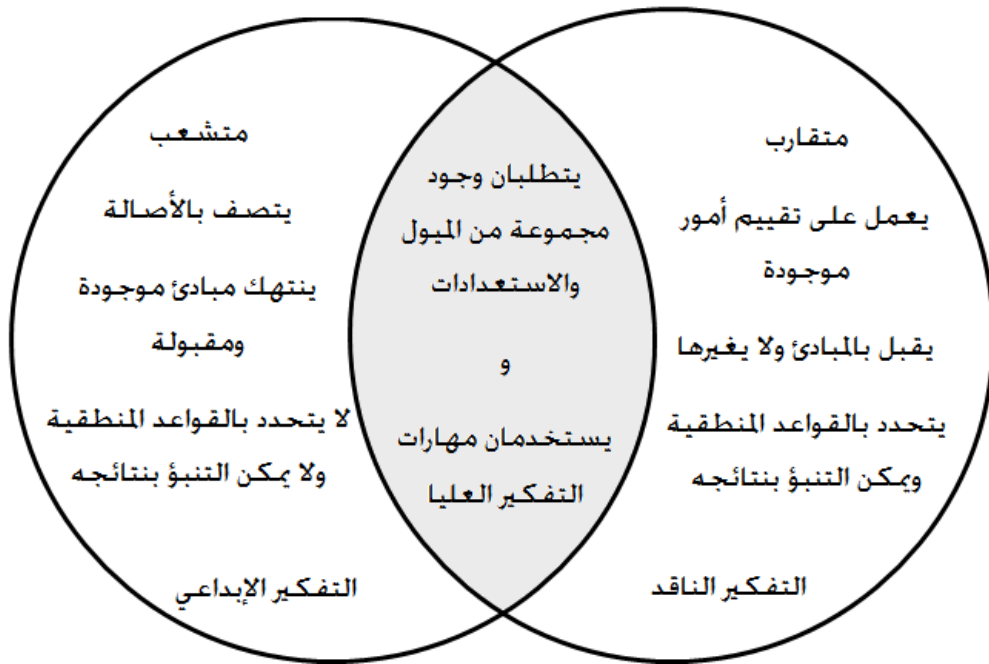 متقارب
يعمل على تقييم أمور
موجودة
يقبل بالمبادئ ولا يغيرها
يتحدد بالقواعد المنطقية
ويمكن التنبؤ بنتائجه
التفكير الناقد
يتطلبان وجود
مجموعة من الميول
والاستعدادات
و
يستخدمان مهارات
التفكير العليا
متشعب
يتصف بالأصالة
ينتهك مبادئ موجودة
ومقبولة
لا يتحدد بالقواعد المنطقية
ولا يمكن التنبؤ بنتائجه
التفكير الإبداعي